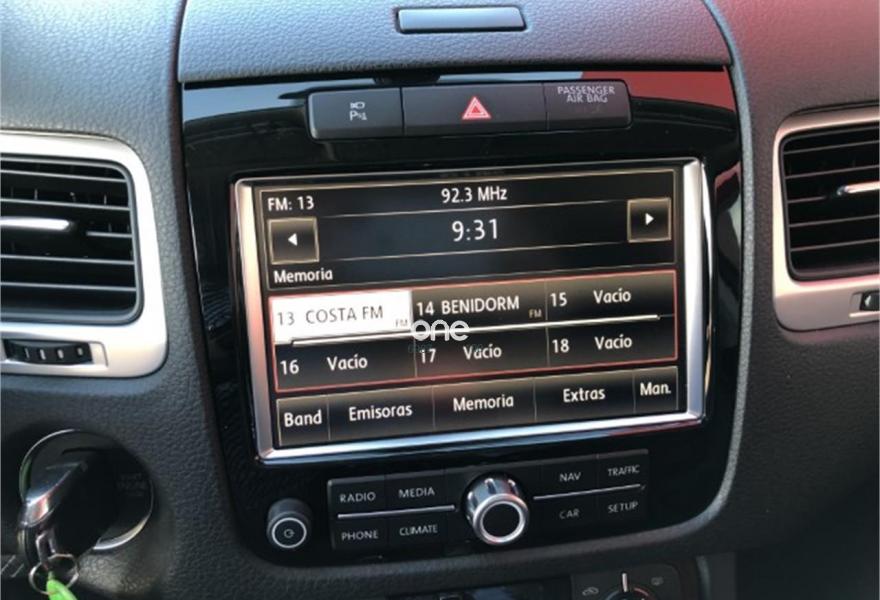 P
PASSENGER
AIR BAG
FM: 13 92.3 MHz
9:31
Memoria
13 COSTA FM FM 14 BENIDORM FM 15 Vacío
16 Vacío 17 Vacío 18 Vacío
one
Band Emisoras Memoria Extras Man.
RADIO MEDIA NAV TRAFFIC
PHONE CLIMATE CAR SETUP